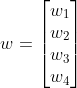 w = [w₁
w₂
w₃
w₄]